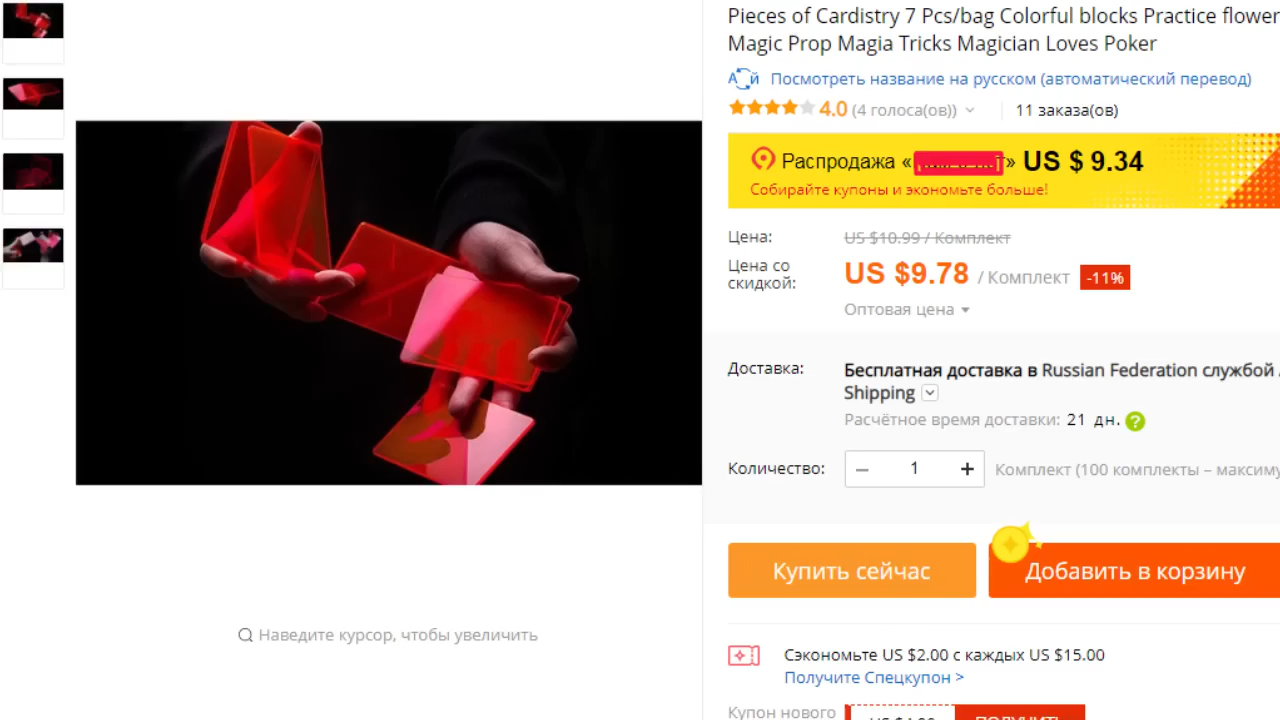 Pieces of Cardistry 7 Pcs/bag Colorful blocks Practice flower
Magic Prop Magia Tricks Magician Loves Poker
Посмотреть название на русском (автоматический перевод)
4.0 (4 голоса(ов)) 11 заказа(ов)
Распродажа « » US $ 9.34
Собирайте купоны и экономьте больше!
Цена: US $10.99 / Комплект
Цена со скидкой: US $9.78 / Комплект -11%
Оптовая цена
Доставка: Бесплатная доставка в Russian Federation службой
Shipping
Расчётное время доставки: 21 дн. ?
Количество: – 1 + Комплект (100 комплекты – максиму
Купить сейчас Добавить в корзину
Наведите курсор, чтобы увеличить
Сэкономьте US $2.00 с каждых US $15.00
Получите Спецкупон >
Купон нового